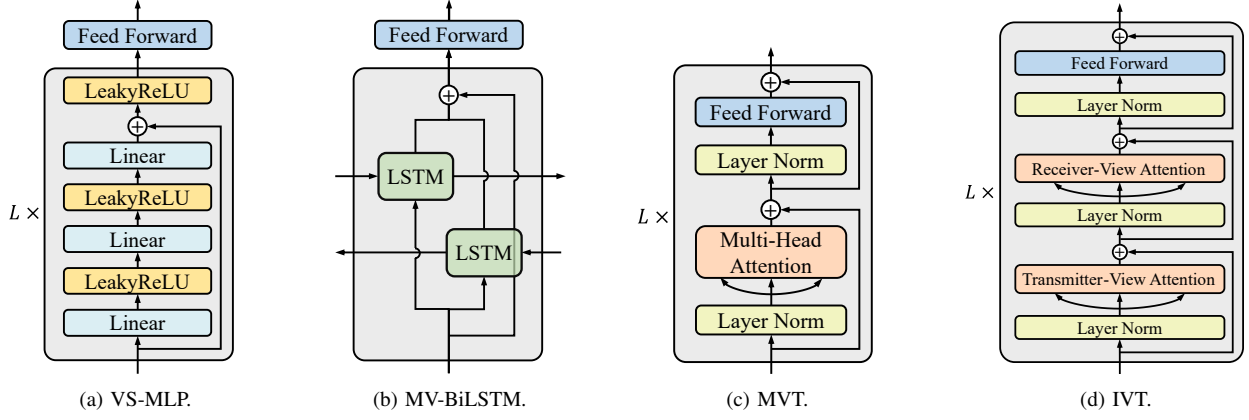 Feed Forward
LeakyReLU
+
Linear
LeakyReLU
Linear
LeakyReLU
Linear
L ×
(a) VS-MLP.
Feed Forward
+
LSTM
LSTM
(b) MV-BiLSTM.
+
Feed Forward
Layer Norm
+
Multi-Head
Attention
Layer Norm
L ×
(c) MVT.
+
Feed Forward
Layer Norm
+
Receiver-View Attention
Layer Norm
+
Transmitter-View Attention
Layer Norm
L ×
(d) IVT.